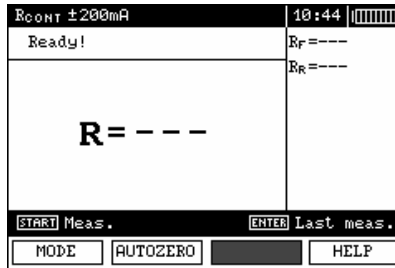 RCONT ±200mA 10:44
Ready!
RF=---
RR=---
R=---
START Meas. ENTER Last meas.
MODE AUTOZERO HELP